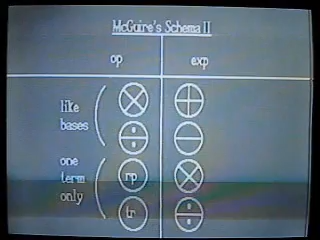 McGuire's Schema II
op exp
like
bases
one
term
only
rp
tr